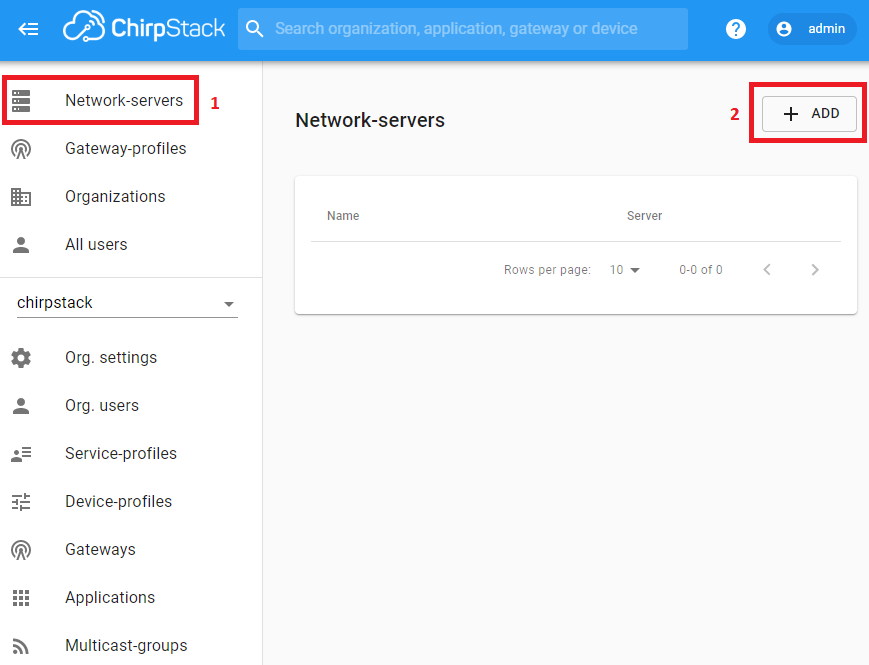 ChirpStack
Search organization, application, gateway or device
?
admin
Network-servers
1
Gateway-profiles
Organizations
All users
chirpstack
Org. settings
Org. users
Service-profiles
Device-profiles
Gateways
Applications
Multicast-groups
Network-servers
2
+ ADD
Name Server
Rows per page: 10 0-0 of 0